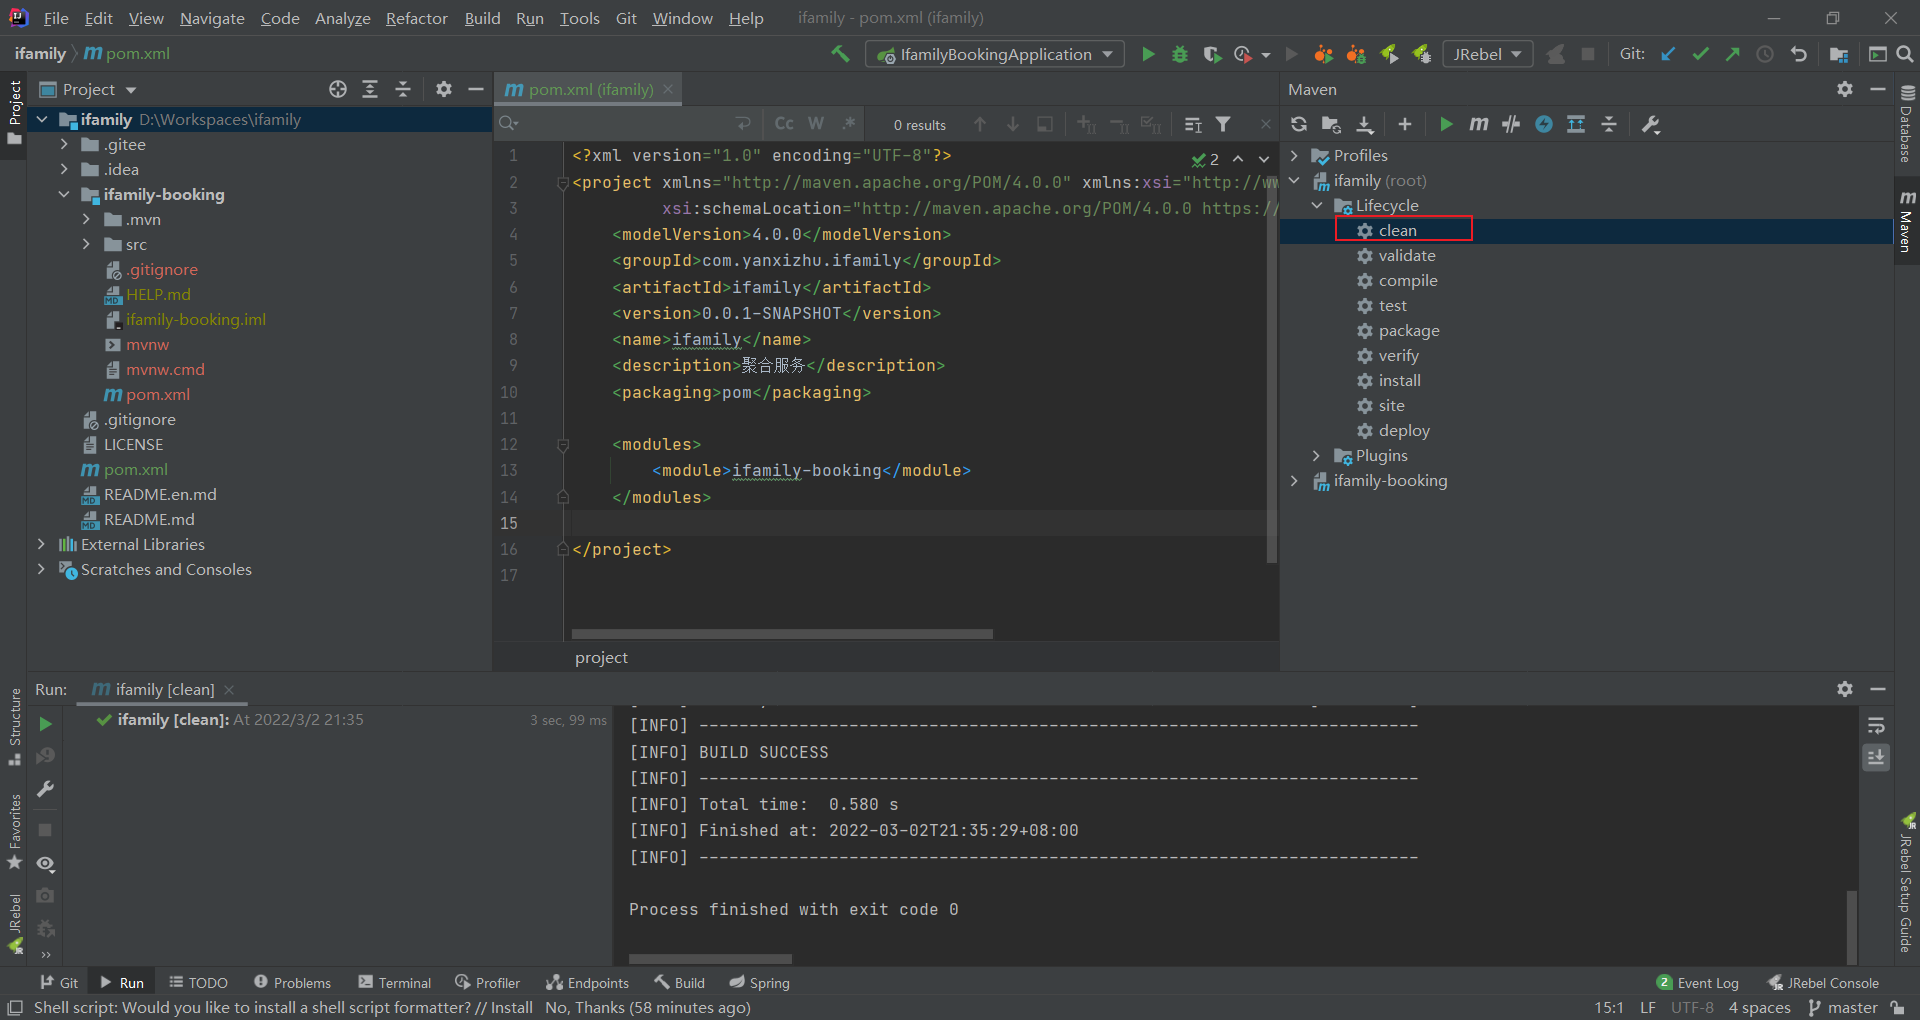 File Edit View Navigate Code Analyze Refactor Build Run Tools Git Window Help ifamily - pom.xml (ifamily)
ifamily pom.xml IfamilyBookingApplication JRebel Git:
Project
Project
ifamily D:\Workspaces\ifamily
.gitee
.idea
ifamily-booking
.mvn
src
.gitignore
HELP.md
ifamily-booking.iml
mvnw
mvnw.cmd
pom.xml
.gitignore
LICENSE
pom.xml
README.en.md
README.md
External Libraries
Scratches and Consoles
pom.xml (ifamily)
Cc W .* 0 results
2
1 <?xml version="1.0" encoding="UTF-8"?>
2 <project xmlns="http://maven.apache.org/POM/4.0.0" xmlns:xsi="http://ww
3 xsi:schemaLocation="http://maven.apache.org/POM/4.0.0 https://
4 <modelVersion>4.0.0</modelVersion>
5 <groupId>com.yanxizhu.ifamily</groupId>
6 <artifactId>ifamily</artifactId>
7 <version>0.0.1-SNAPSHOT</version>
8 <name>ifamily</name>
9 <description>聚合服务</description>
10 <packaging>pom</packaging>
11
12 <modules>
13 <module>ifamily-booking</module>
14 </modules>
15
16 </project>
17
project
Maven
Profiles
ifamily (root)
Lifecycle
clean
validate
compile
test
package
verify
install
site
deploy
Plugins
ifamily-booking
Database
Maven
JRebel Setup Guide
Structure
Favorites
JRebel
Run: ifamily [clean]
ifamily [clean]: At 2022/3/2 21:35 3 sec, 99 ms
[INFO] ------------------------------------------------------------------------
[INFO] BUILD SUCCESS
[INFO] ------------------------------------------------------------------------
[INFO] Total time:  0.580 s
[INFO] Finished at: 2022-03-02T21:35:29+08:00
[INFO] ------------------------------------------------------------------------
Process finished with exit code 0
Git Run TODO Problems Terminal Profiler Endpoints Build Spring 2 Event Log JRebel Console
Shell script: Would you like to install a shell script formatter? // Install No, Thanks (58 minutes ago) 15:1 LF UTF-8 4 spaces master